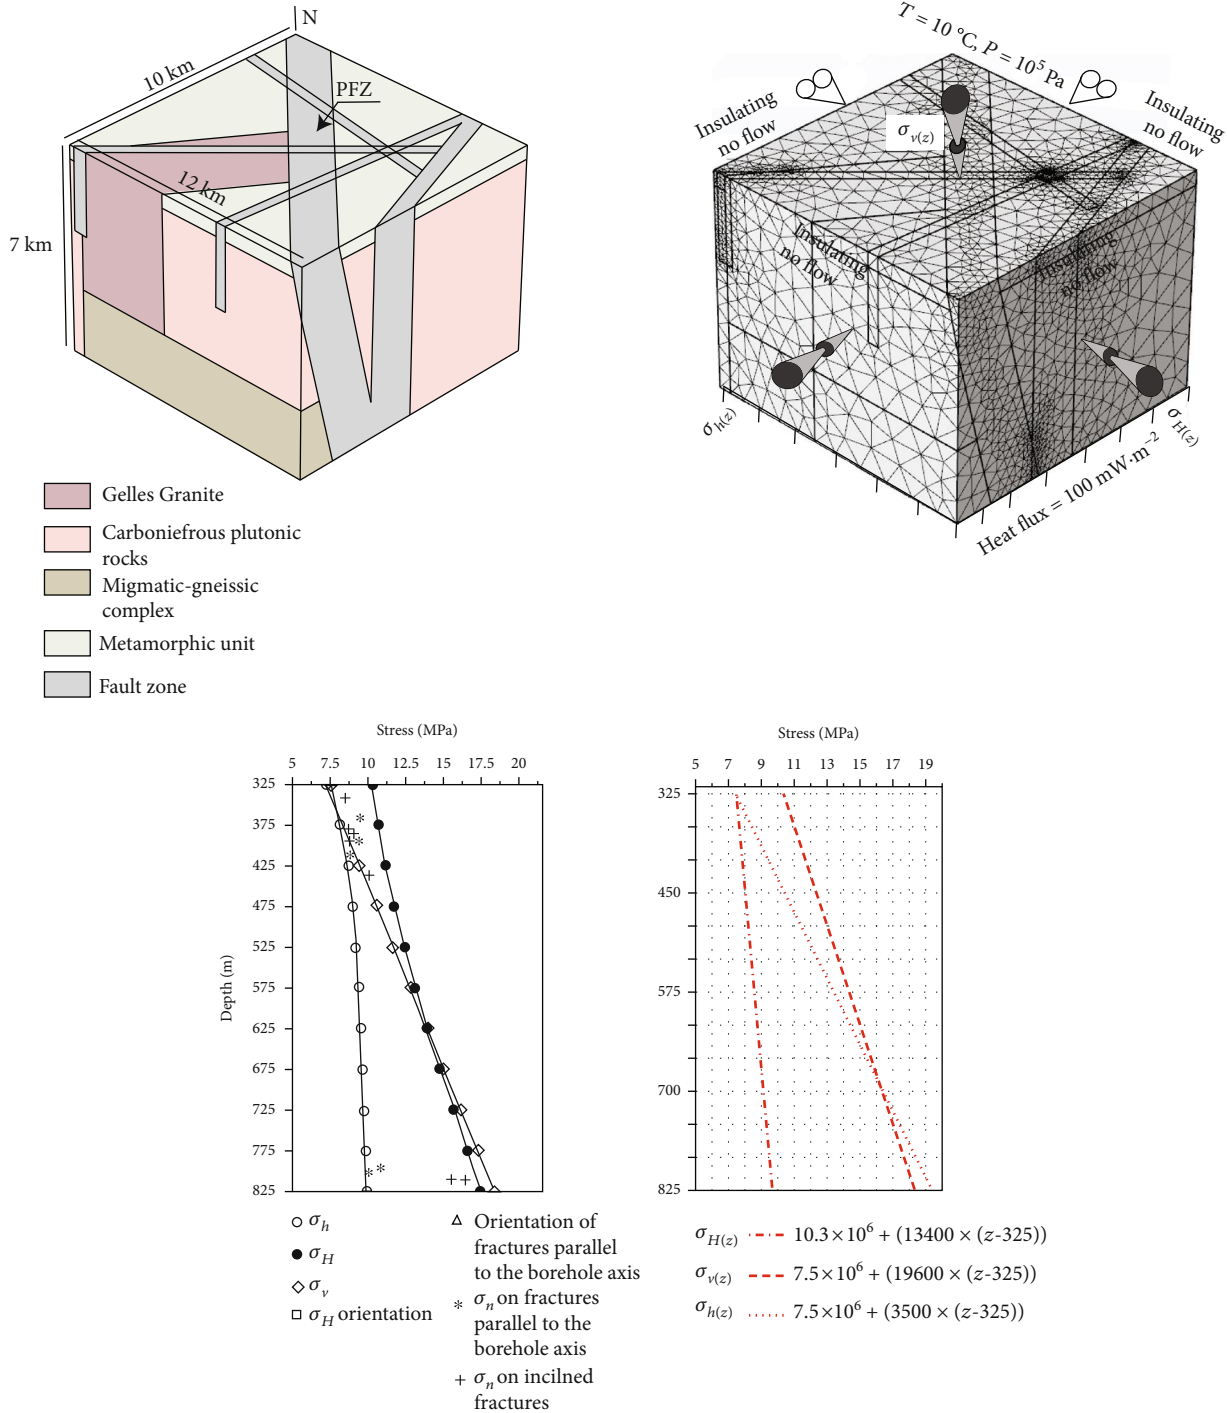 N
10 km
PFZ
12 km
7 km
Gelles Granite
Carboniefrous plutonic
rocks
Migmatic-gneissic
complex
Metamorphic unit
Fault zone
T = 10 °C, P = 10⁵ Pa
Insulating
no flow
Insulating
no flow
σv(z)
Insulating
no flow
Insulating
no flow
σh(z)
σH(z)
Heat flux = 100 mW·m⁻²
Stress (MPa)
5 7.5 10 12.5 15 17.5 20
325
375
425
475
525
575
625
675
725
775
825
Depth (m)
σh
σH
σv
σH orientation
Orientation of
fractures parallel
to the borehole axis
* σn on fractures
parallel to the
borehole axis
+ σn on incilned
fractures
Stress (MPa)
5 7 9 11 13 15 17 19
325
450
575
700
825
σH(z) 10.3×10⁶ + (13400 × (z-325))
σv(z) 7.5×10⁶ + (19600 × (z-325))
σh(z) 7.5×10⁶ + (3500 × (z-325))